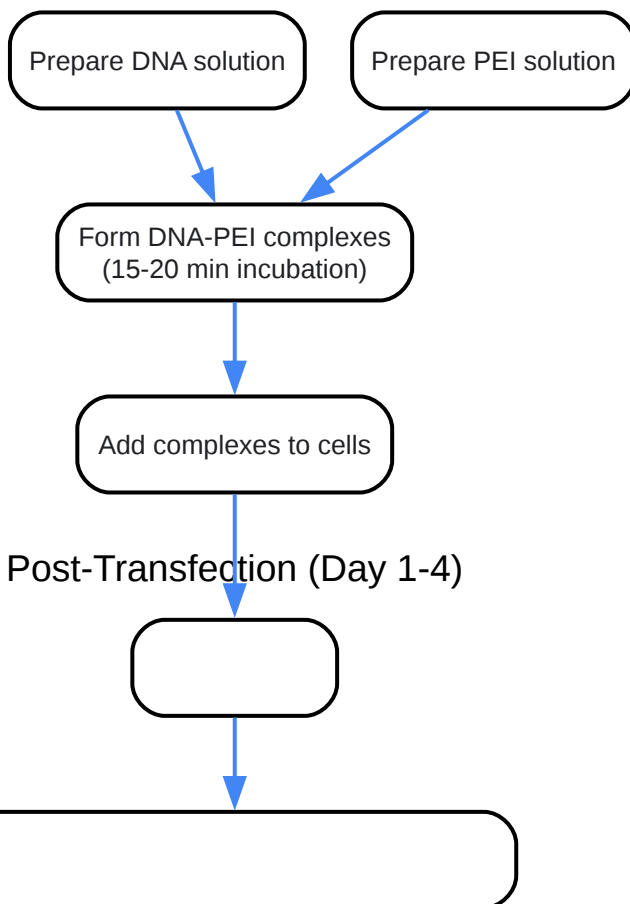 Prepare DNA solution
Prepare PEI solution
Form DNA-PEI complexes
(15-20 min incubation)
Add complexes to cells
Post-Transfection (Day 1-4)